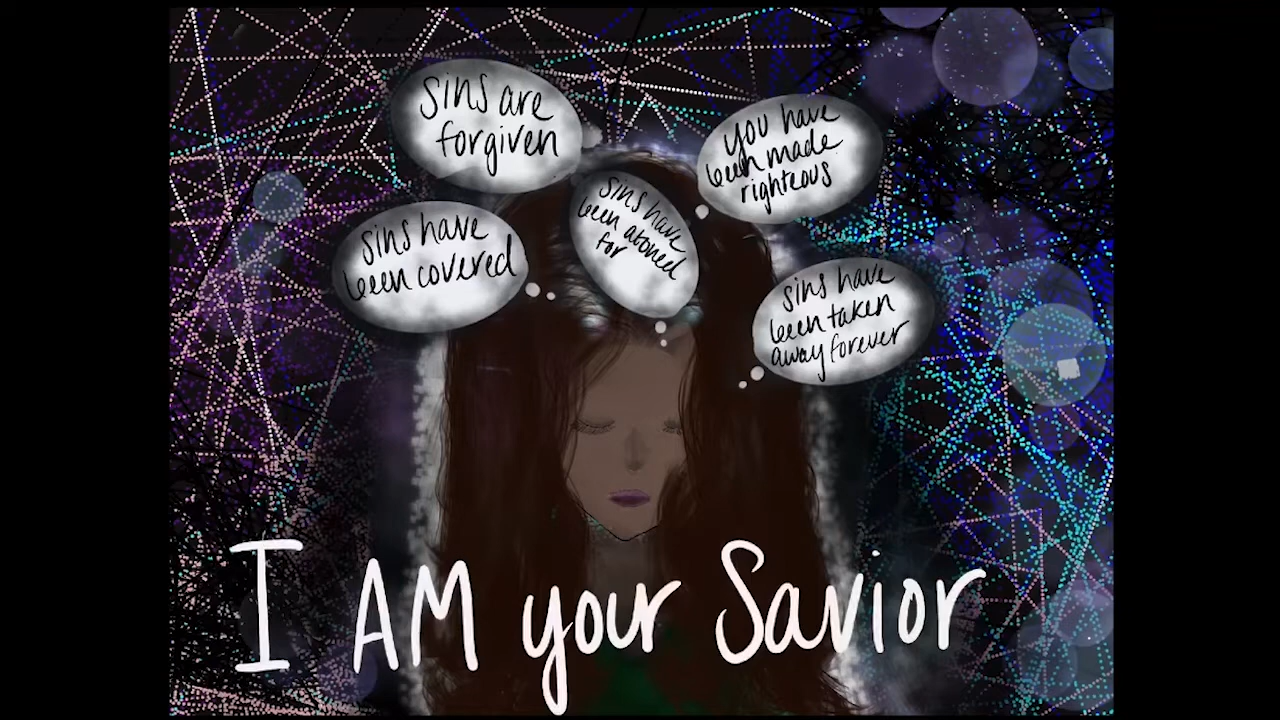 sins are
forgiven
you have
been made
righteous
sins have
been covered
sins have
been atoned
for
sins have
been taken
away forever
I AM your Savior